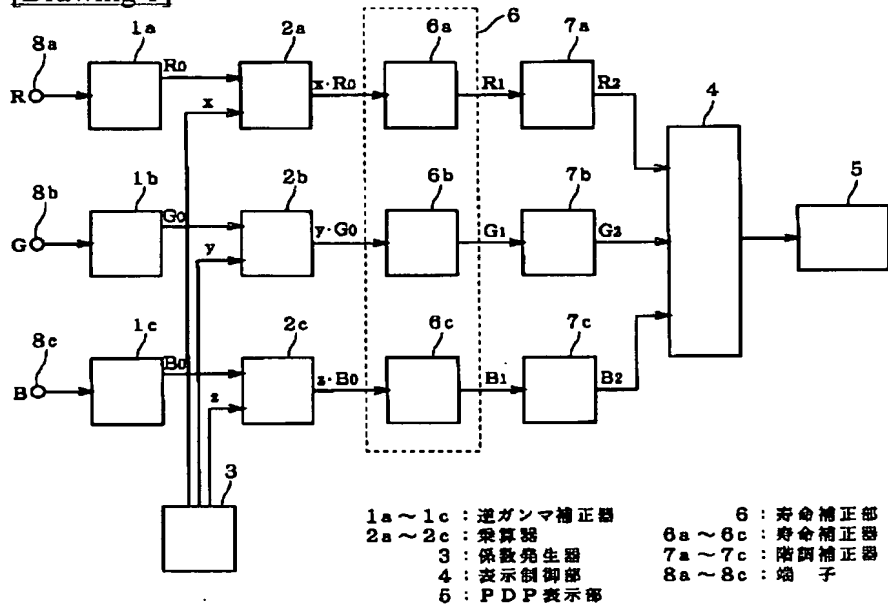 [Drawing 1]
8a 1a 2a 6a 6 7a
R R0 x x·R0 R1 R2 4
8b 1b 2b 6b 7b 5
G G0 y y·G0 G1 G2
8c 1c 2c 6c 7c
B B0 z z·B0 B1 B2
3
1a～1c：逆ガンマ補正器
2a～2c：乗算器
3：係数発生器
4：表示制御部
5：PDP表示部
6：寿命補正部
6a～6c：寿命補正器
7a～7c：階調補正器
8a～8c：端 子